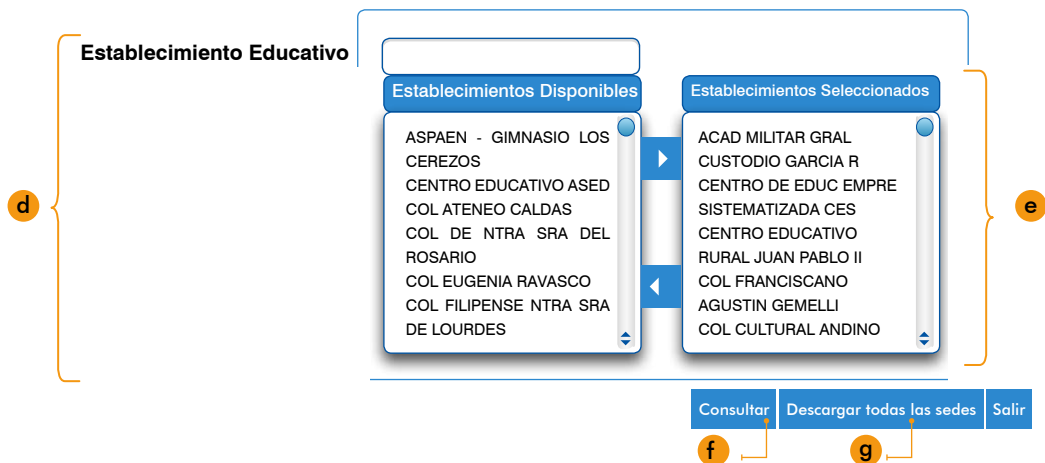 Establecimiento Educativo
Establecimientos Disponibles
ASPAEN - GIMNASIO LOS
CEREZOS
CENTRO EDUCATIVO ASED
COL ATENEO CALDAS
COL DE NTRA SRA DEL
ROSARIO
COL EUGENIA RAVASCO
COL FILIPENSE NTRA SRA
DE LOURDES
Establecimientos Seleccionados
ACAD MILITAR GRAL
CUSTODIO GARCIA R
CENTRO DE EDUC EMPRE
SISTEMATIZADA CES
CENTRO EDUCATIVO
RURAL JUAN PABLO II
COL FRANCISCANO
AGUSTIN GEMELLI
COL CULTURAL ANDINO
d
e
Consultar
Descargar todas las sedes
Salir
f
g